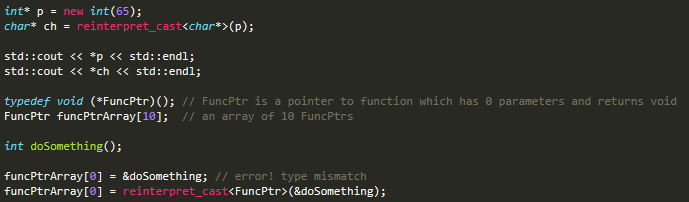 int* p = new int(65);
char* ch = reinterpret_cast<char*>(p);
std::cout << *p << std::endl;
std::cout << *ch << std::endl;
typedef void (*FuncPtr)(); // FuncPtr is a pointer to function which has 0 parameters and returns void
FuncPtr funcPtrArray[10];  // an array of 10 FuncPtrs
int doSomething();
funcPtrArray[0] = &doSomething; // error! type mismatch
funcPtrArray[0] = reinterpret_cast<FuncPtr>(&doSomething);